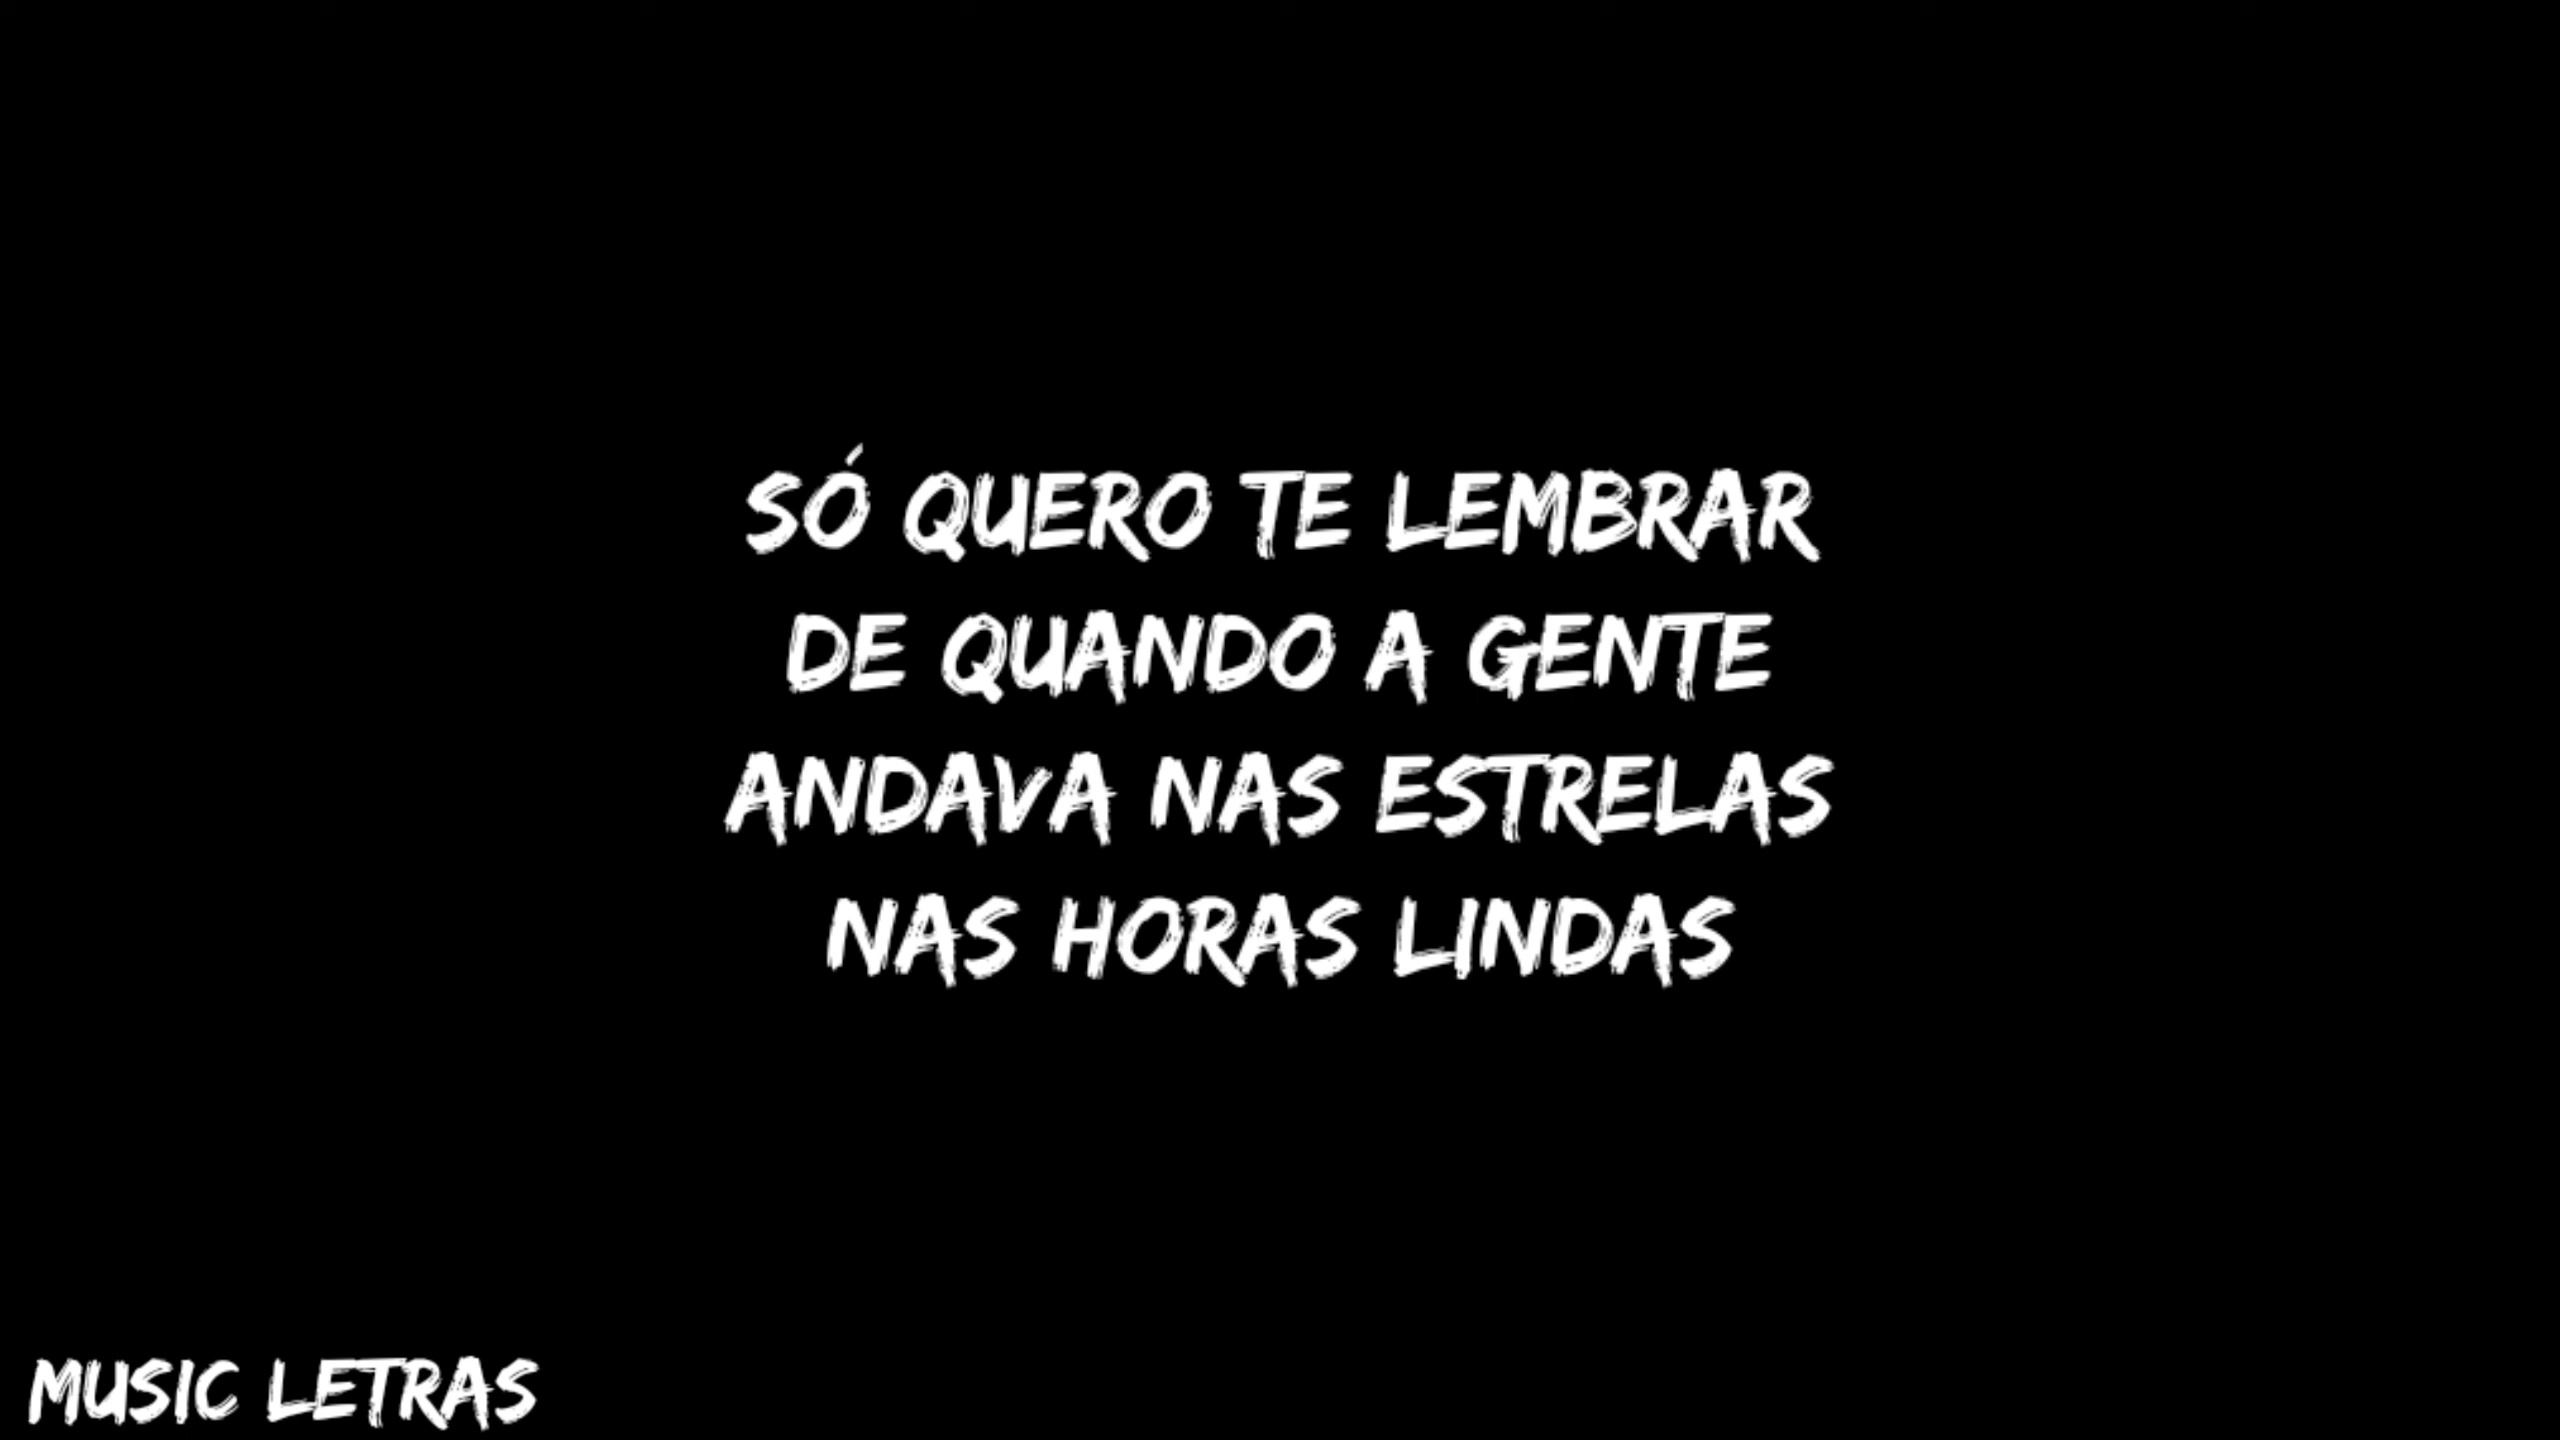 SÓ QUERO TE LEMBRAR
DE QUANDO A GENTE
ANDAVA NAS ESTRELAS
NAS HORAS LINDAS
MUSIC LETRAS